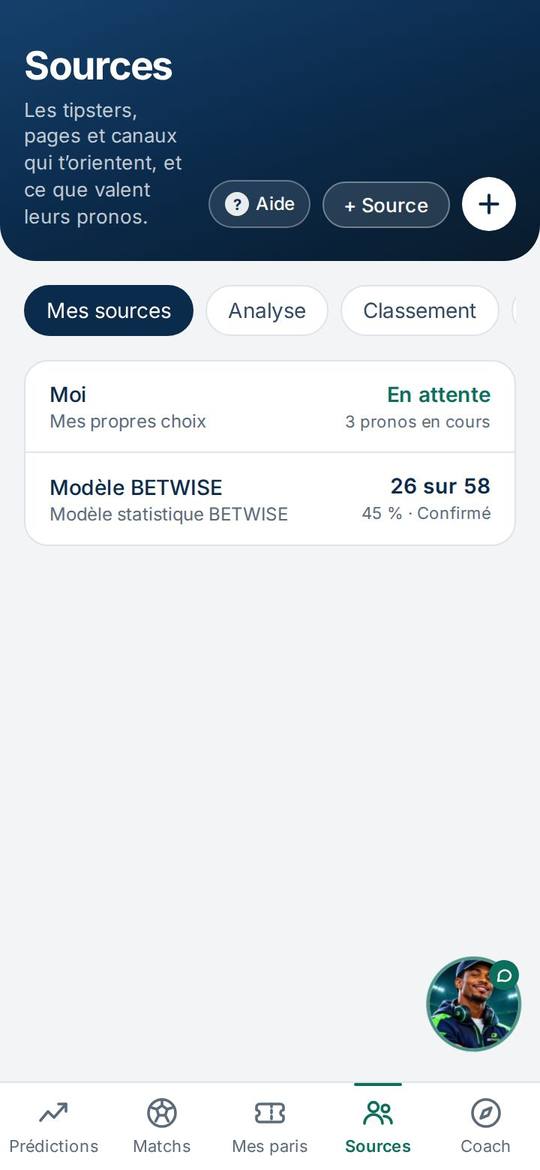 Sources
Les tipsters,
pages et canaux
qui t’orientent, et
ce que valent
leurs pronos.
? Aide
+ Source
+
Mes sources
Analyse
Classement
Moi
En attente
Mes propres choix
3 pronos en cours
Modèle BETWISE
26 sur 58
Modèle statistique BETWISE
45 % · Confirmé
Prédictions
Matchs
Mes paris
Sources
Coach